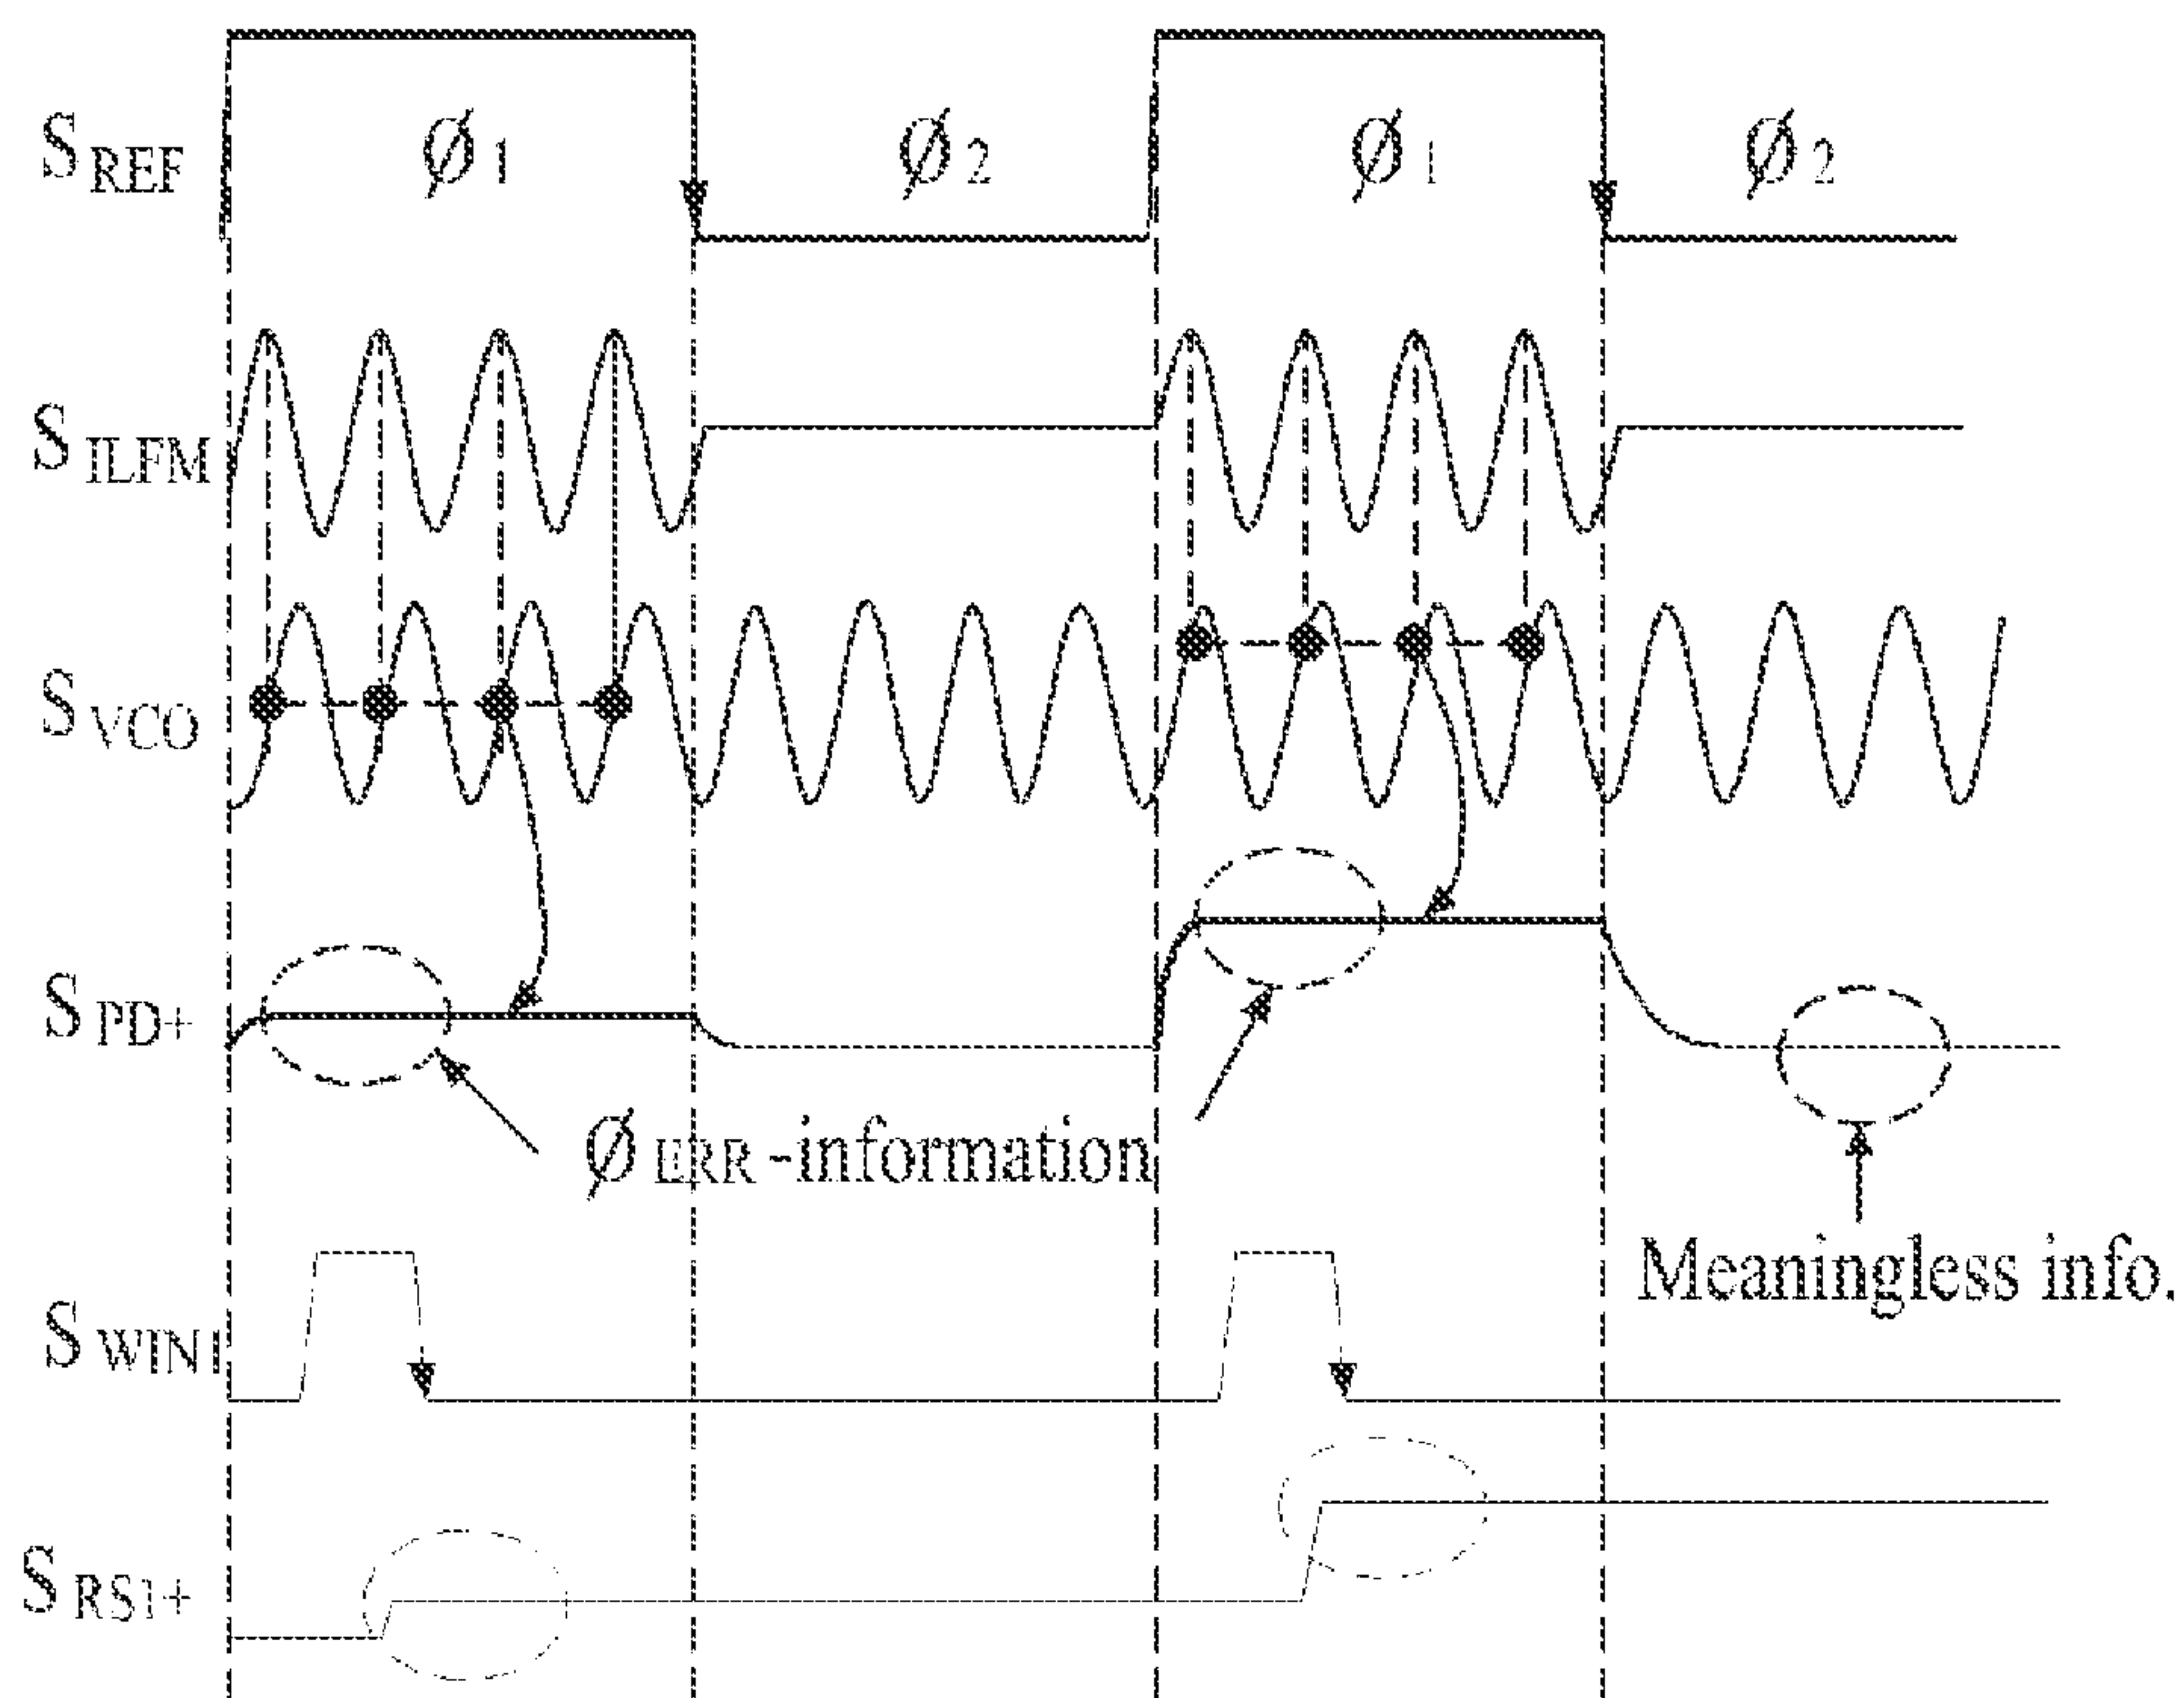 S REF Ø 1 Ø 2 Ø 1 Ø 2
S ILFM
S VCO
S PD+
Ø ERR -information
Meaningless info.
S WIN1
S RS1+